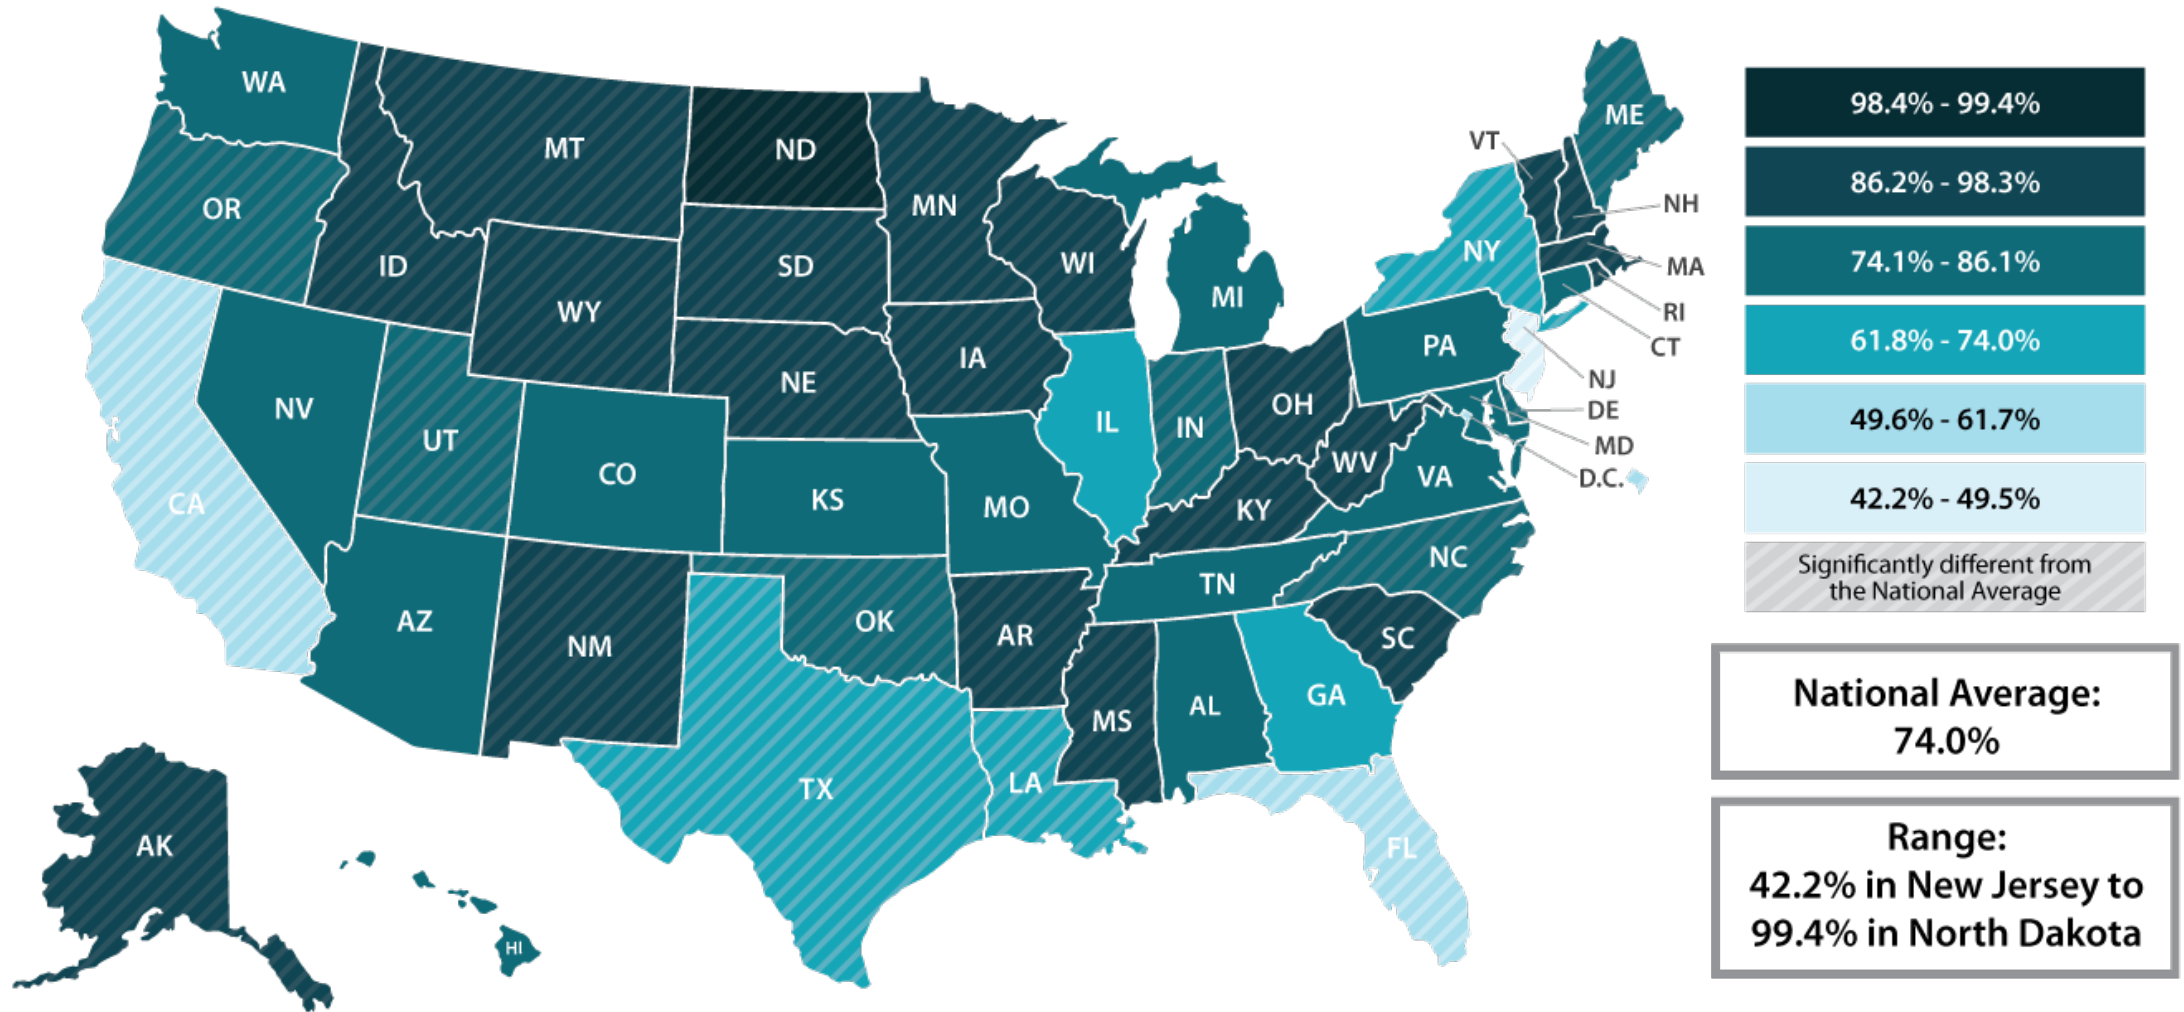 WA
OR
CA
NV
ID
MT
WY
UT
CO
AZ
NM
ND
SD
NE
KS
OK
TX
MN
IA
MO
AR
LA
WI
IL
MI
IN
OH
KY
TN
MS
AL
GA
FL
SC
NC
VA
WV
PA
NY
ME
VT
NH
MA
RI
CT
NJ
DE
MD
D.C.
AK
HI
98.4% - 99.4%
86.2% - 98.3%
74.1% - 86.1%
61.8% - 74.0%
49.6% - 61.7%
42.2% - 49.5%
Significantly different from
the National Average
National Average:
74.0%
Range:
42.2% in New Jersey to
99.4% in North Dakota